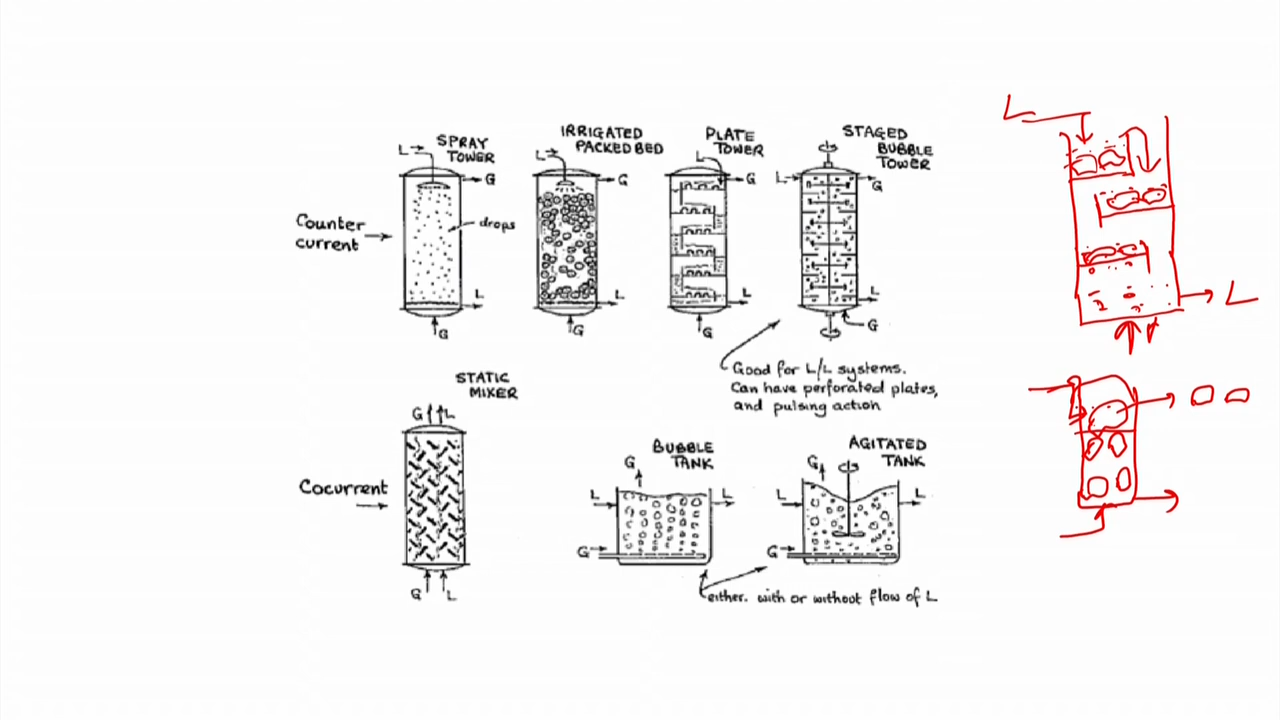 SPRAY
TOWER
L
G
drops
L
G
IRRIGATED
PACKED BED
L
G
L
G
PLATE
TOWER
L
G
L
G
STAGED
BUBBLE
TOWER
L
G
L
G
Counter
current
Good for L/L systems.
Can have perforated plates,
and pulsing action
STATIC
MIXER
G L
Cocurrent
G L
BUBBLE
TANK
G
L
L
G
AGITATED
TANK
G
L
L
G
either. with or without flow of L
L
L